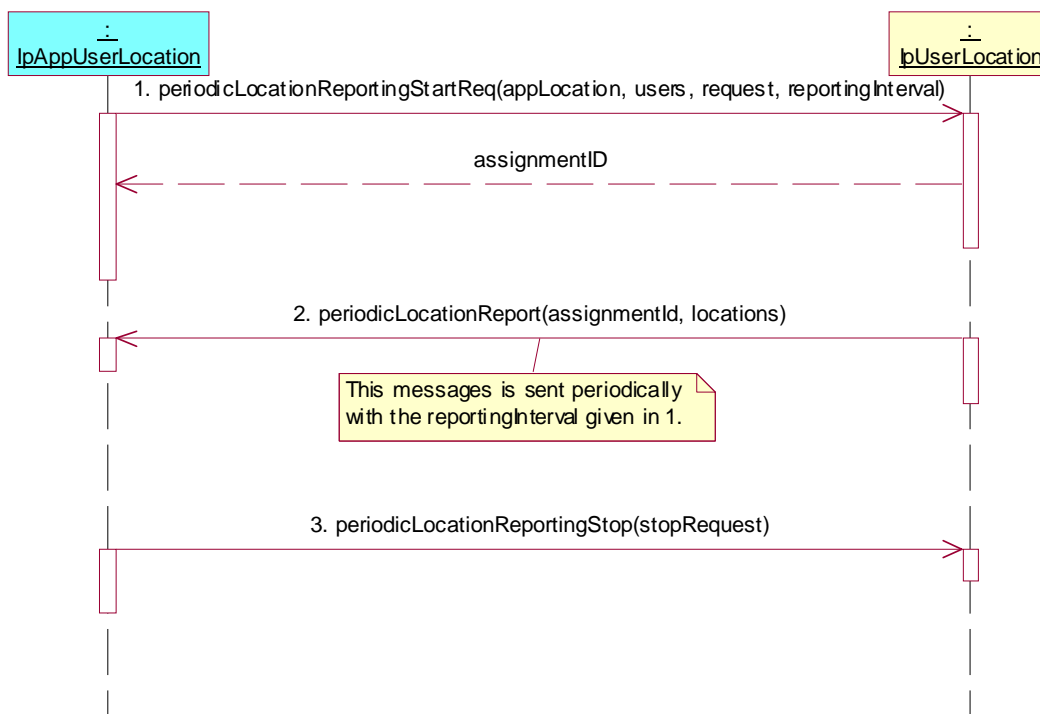 :
IpAppUserLocation
:
IpUserLocation
1. periodicLocationReportingStartReq(appLocation, users, request, reportingInterval)
assignmentID
2. periodicLocationReport(assignmentId, locations)
This messages is sent periodically
with the reportingInterval given in 1.
3. periodicLocationReportingStop(stopRequest)